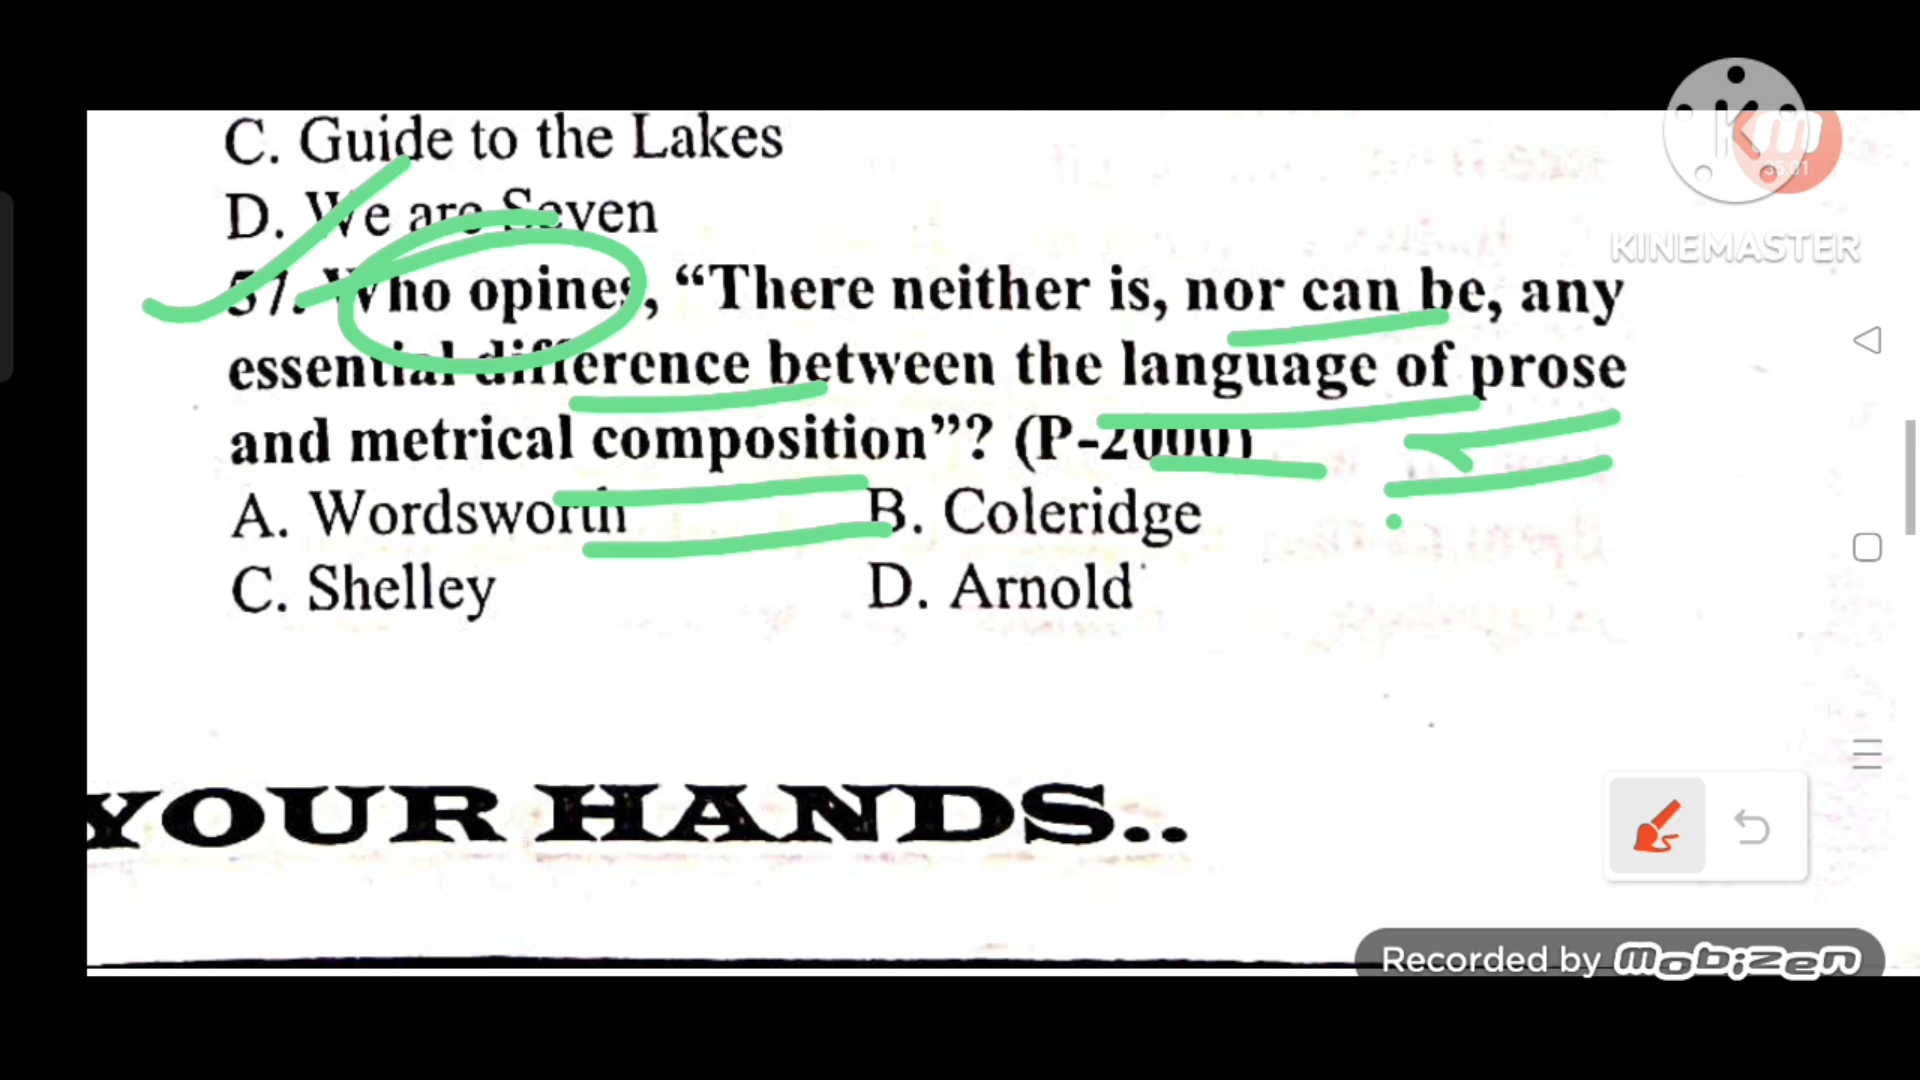 C. Guide to the Lakes
D. We are Seven
57. Who opines, “There neither is, nor can be, any
essential difference between the language of prose
and metrical composition”? (P-2000)
A. Wordsworth B. Coleridge
C. Shelley D. Arnold
YOUR HANDS..
KINEMASTER
Recorded by mobizen